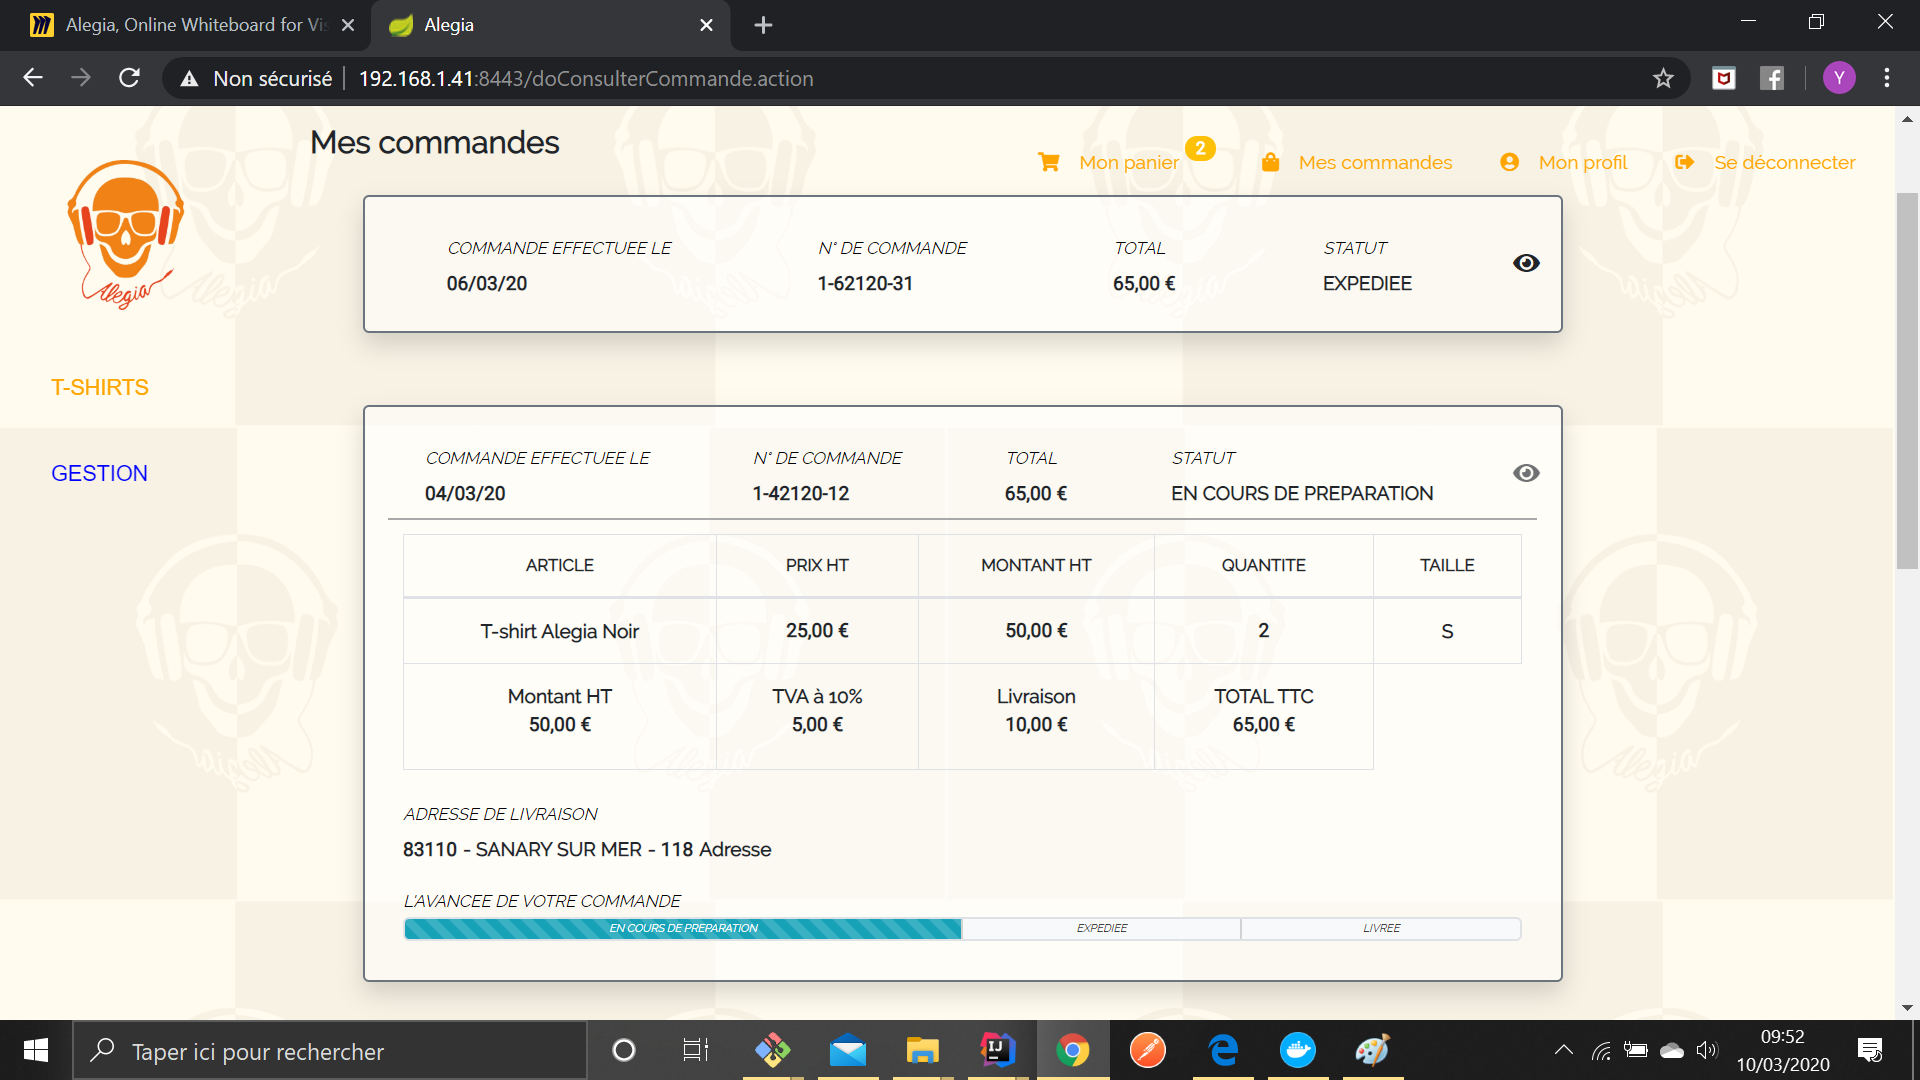 Alegia, Online Whiteboard for Vis
Alegia
Non sécurisé
192.168.1.41:8443/doConsulterCommande.action
Y
Mes commandes
Mon panier 2
Mes commandes
Mon profil
Se déconnecter
Alegia
T-SHIRTS
GESTION
COMMANDE EFFECTUEE LE N° DE COMMANDE TOTAL STATUT
06/03/20 1-62120-31 65,00 € EXPEDIEE
COMMANDE EFFECTUEE LE N° DE COMMANDE TOTAL STATUT
04/03/20 1-42120-12 65,00 € EN COURS DE PREPARATION
ARTICLE PRIX HT MONTANT HT QUANTITE TAILLE
T-shirt Alegia Noir 25,00 € 50,00 € 2 S
Montant HT TVA à 10% Livraison TOTAL TTC
50,00 € 5,00 € 10,00 € 65,00 €
ADRESSE DE LIVRAISON
83110 - SANARY SUR MER - 118 Adresse
L'AVANCEE DE VOTRE COMMANDE
EN COURS DE PREPARATION EXPEDIEE LIVREE
Taper ici pour rechercher
IJ
09:52
10/03/2020